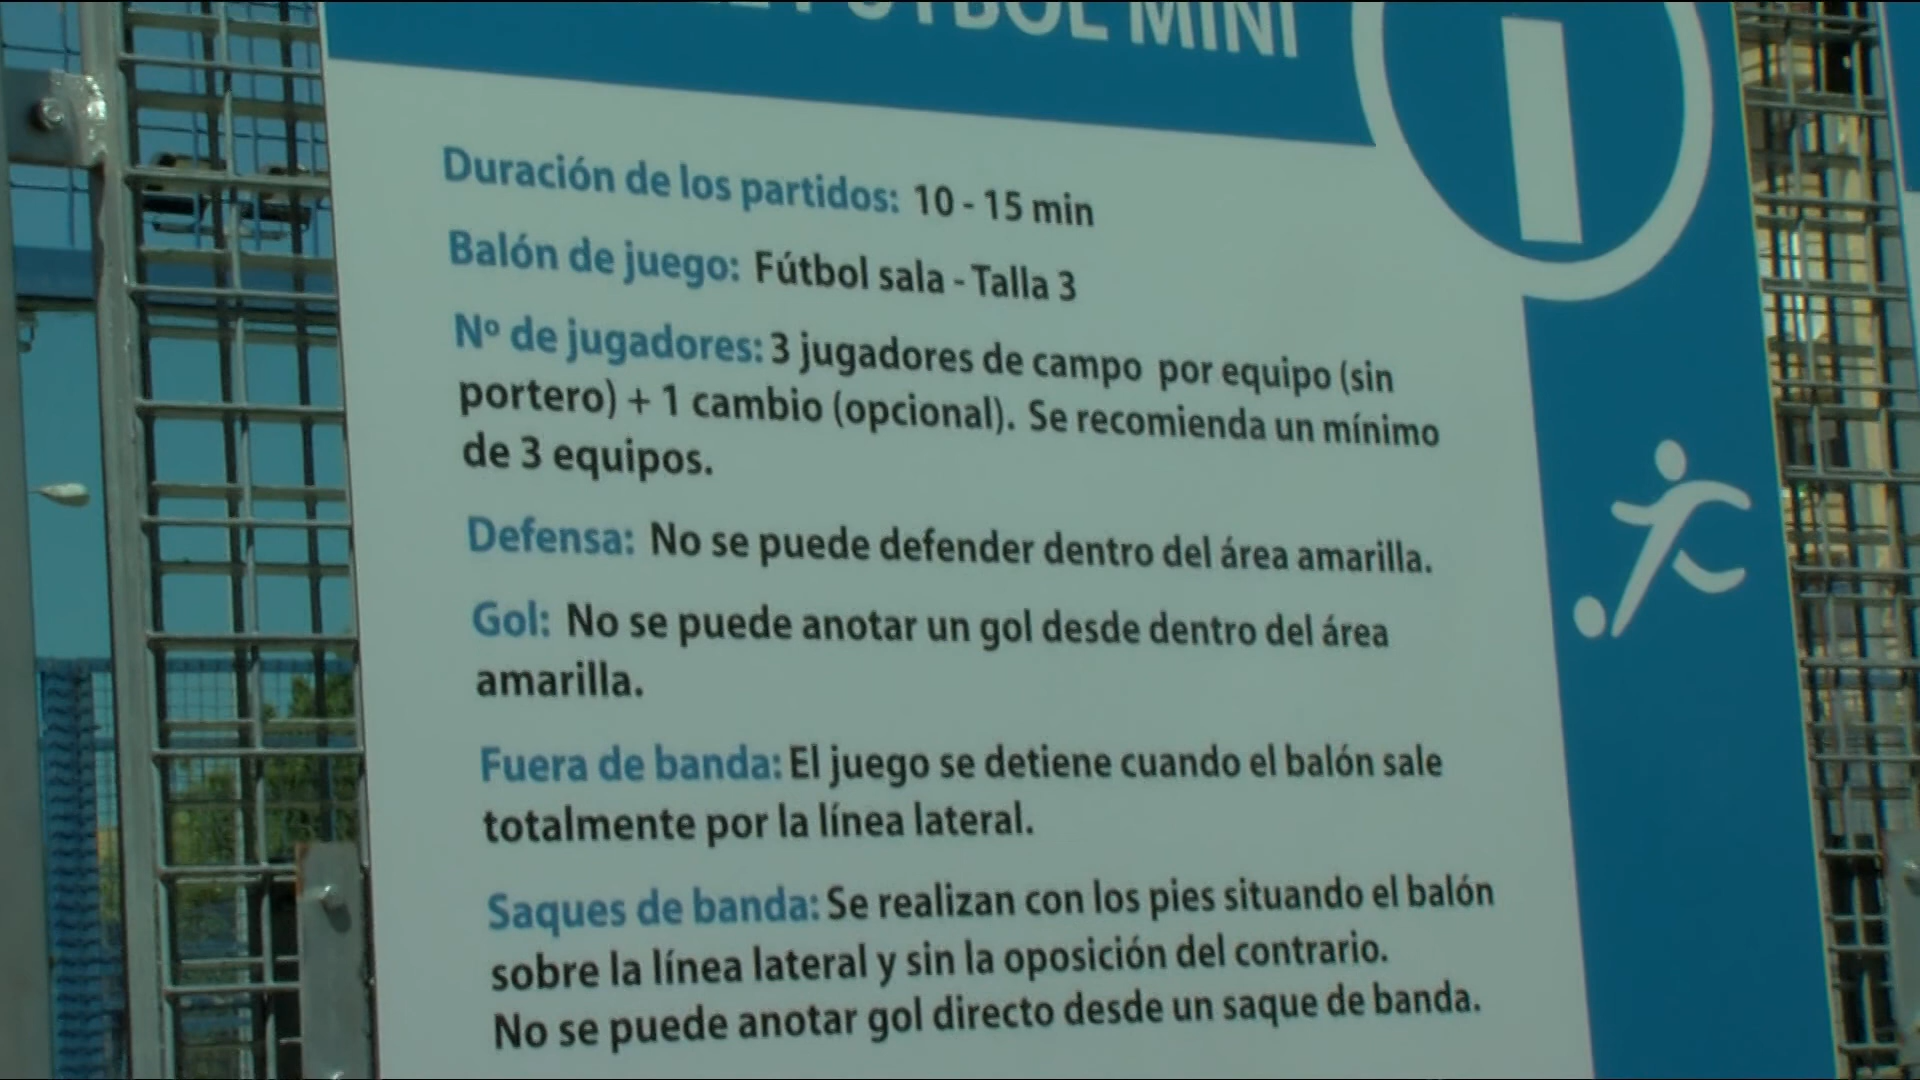 FÚTBOL MINI
Duración de los partidos: 10 - 15 min
Balón de juego: Fútbol sala - Talla 3
Nº de jugadores: 3 jugadores de campo por equipo (sin
portero) + 1 cambio (opcional). Se recomienda un mínimo
de 3 equipos.
Defensa: No se puede defender dentro del área amarilla.
Gol: No se puede anotar un gol desde dentro del área
amarilla.
Fuera de banda: El juego se detiene cuando el balón sale
totalmente por la línea lateral.
Saques de banda: Se realizan con los pies situando el balón
sobre la línea lateral y sin la oposición del contrario.
No se puede anotar gol directo desde un saque de banda.